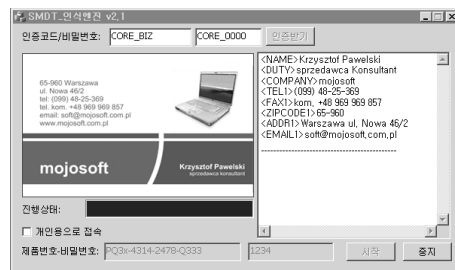 SMDT_인식엔진 v2.1
인증코드/비밀번호: CORE_BIZ CORE_0000 인증받기
65-960 Warszawa
ul. Nowa 46/2
tel: (099) 48-25-369
tel. kom. +48 969 969 857
email: soft@mojosoft.com.pl
www.mojosoft.com.pl
mojosoft
Krzysztof Pawelski
sprzedawca konsultant
<NAME>Krzysztof Pawelski
<DUTY>sprzedawca Konsultant
<COMPANY>mojosoft
<TEL1>(099) 48-25-369
<FAX1>kom, +48 969 969 857
<ZIPCODE1>65-960
<ADDR1>Warszawa ul, Nowa 46/2
<EMAIL1>soft@mojosoft,com,pl
----------------------------------
진행상태:
개인용으로 접속
제품번호-비밀번호: PQ3x-4314-2478-Q333 1234 시작 중지